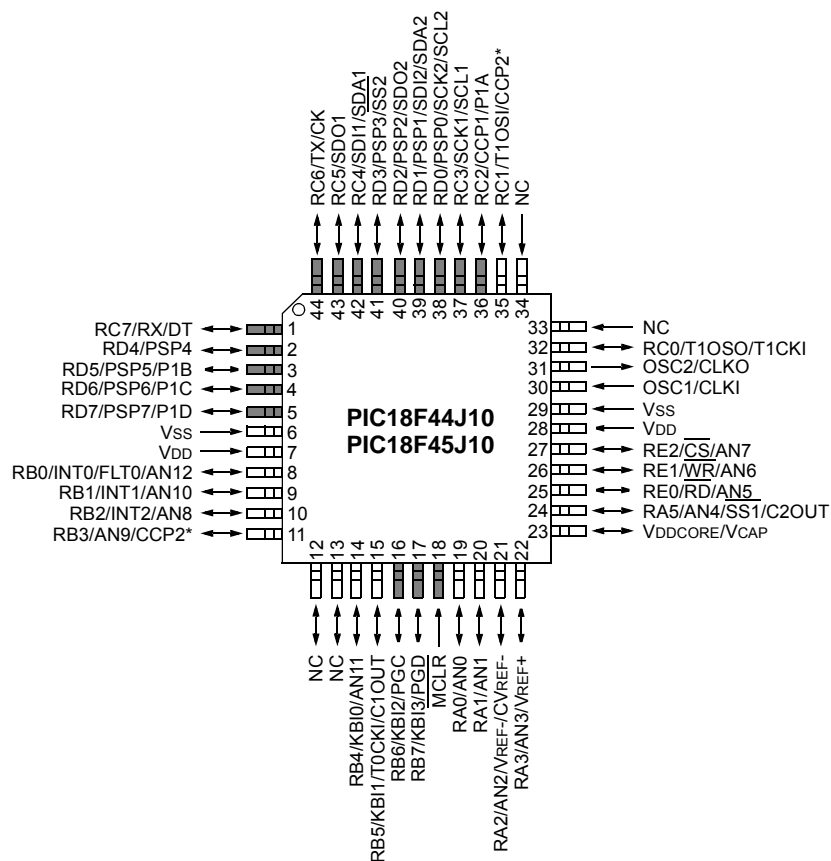 RC6/TX/CK
RC5/SDO1
RC4/SDI1/SDA1
RD3/PSP3/SS2
RD2/PSP2/SDO2
RD1/PSP1/SDI2/SDA2
RD0/PSP0/SCK2/SCL2
RC3/SCK1/SCL1
RC2/CCP1/P1A
RC1/T1OSI/CCP2*
NC
44
43
42
41
40
39
38
37
36
35
34
RC7/RX/DT
RD4/PSP4
RD5/PSP5/P1B
RD6/PSP6/P1C
RD7/PSP7/P1D
VSS
VDD
RB0/INT0/FLT0/AN12
RB1/INT1/AN10
RB2/INT2/AN8
RB3/AN9/CCP2*
1
2
3
4
5
6
7
8
9
10
11
PIC18F44J10
PIC18F45J10
33
32
31
30
29
28
27
26
25
24
23
NC
RC0/T1OSO/T1CKI
OSC2/CLKO
OSC1/CLKI
VSS
VDD
RE2/CS/AN7
RE1/WR/AN6
RE0/RD/AN5
RA5/AN4/SS1/C2OUT
VDDCORE/VCAP
12
13
14
15
16
17
18
19
20
21
22
NC
NC
RB4/KBI0/AN11
RB5/KBI1/T0CKI/C1OUT
RB6/KBI2/PGC
RB7/KBI3/PGD
MCLR
RA0/AN0
RA1/AN1
RA2/AN2/VREF-/CVREF-
RA3/AN3/VREF+